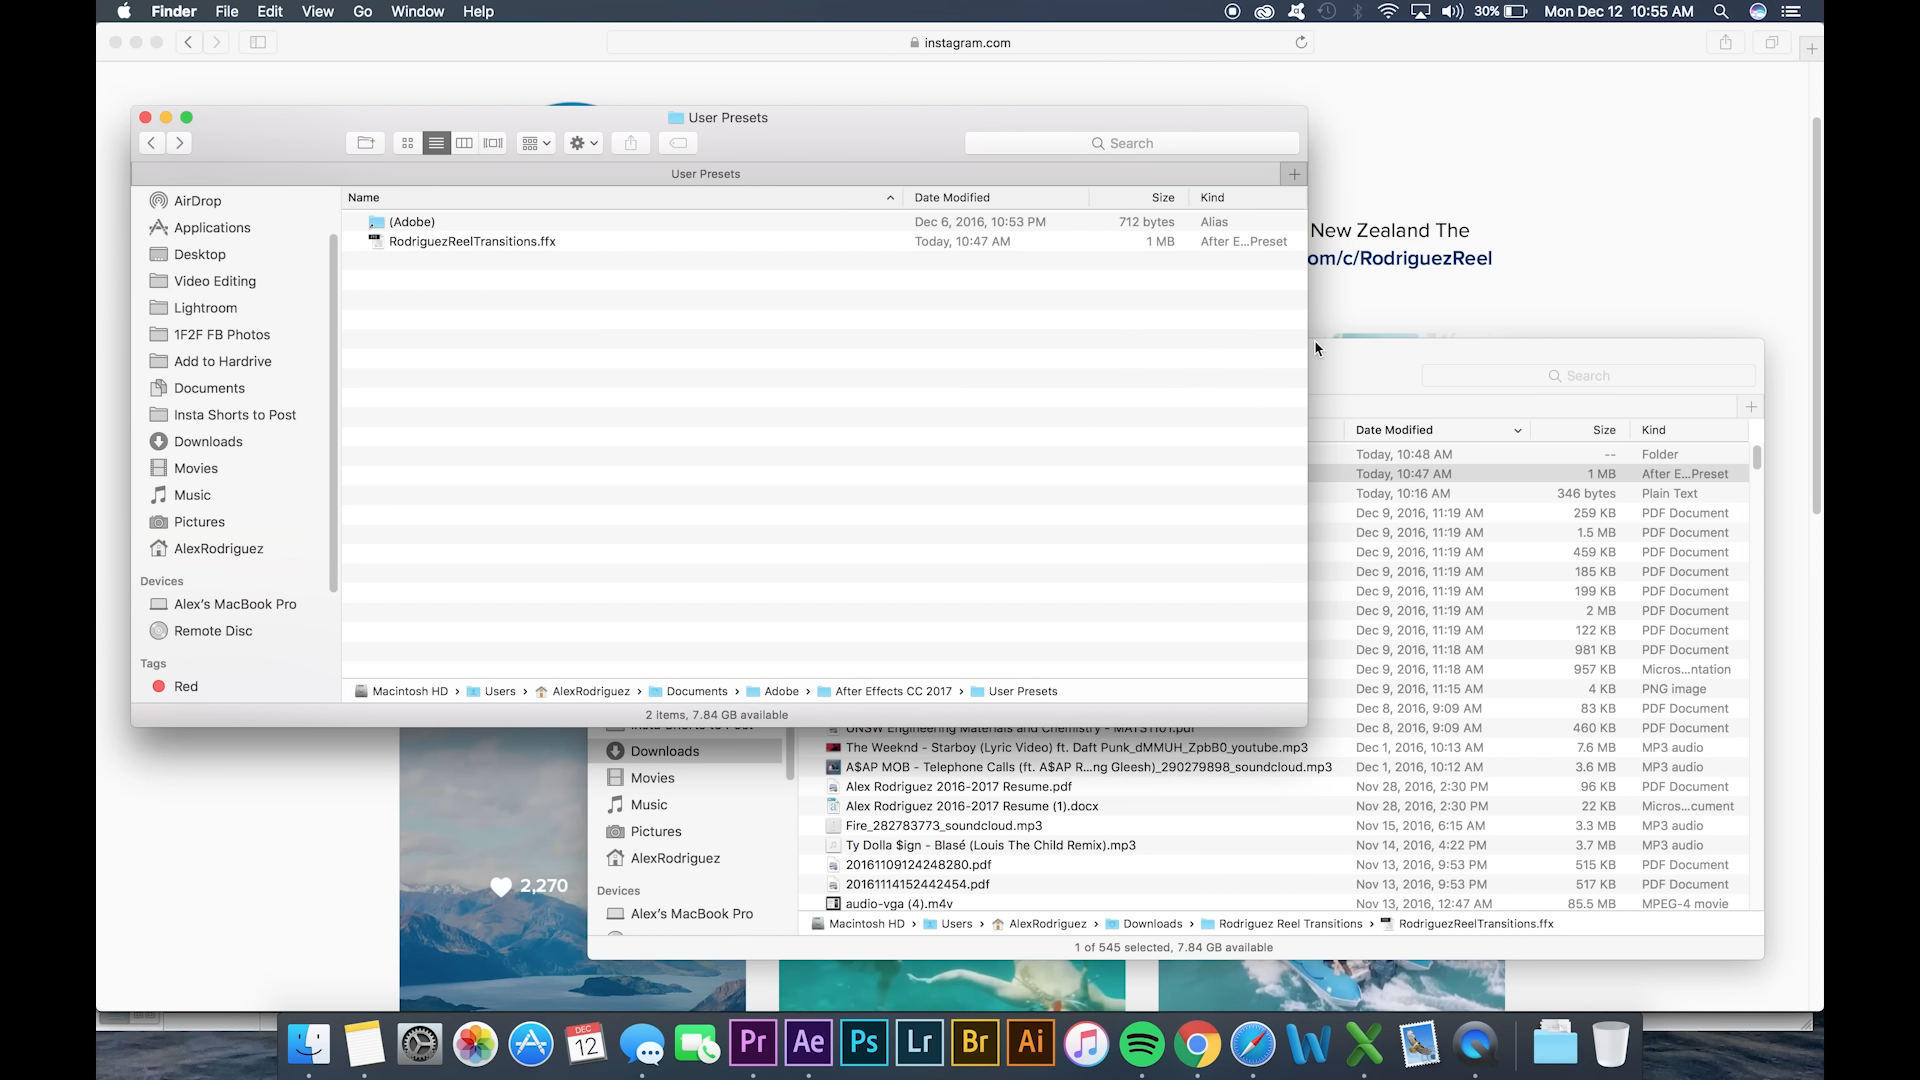 Finder File Edit View Go Window Help 30% Mon Dec 12 10:55 AM
instagram.com
User Presets
Search
User Presets
Name Date Modified Size Kind
(Adobe) Dec 6, 2016, 10:53 PM 712 bytes Alias
RodriguezReelTransitions.ffx Today, 10:47 AM 1 MB After E...Preset
AirDrop
Applications
Desktop
Video Editing
Lightroom
1F2F FB Photos
Add to Hardrive
Documents
Insta Shorts to Post
Downloads
Movies
Music
Pictures
AlexRodriguez
Devices
Alex's MacBook Pro
Remote Disc
Tags
Red
Macintosh HD › Users › AlexRodriguez › Documents › Adobe › After Effects CC 2017 › User Presets
2 items, 7.84 GB available
New Zealand The
om/c/RodriguezReel
Search
Date Modified Size Kind
Today, 10:48 AM -- Folder
Today, 10:47 AM 1 MB After E...Preset
Today, 10:16 AM 346 bytes Plain Text
Dec 9, 2016, 11:19 AM 259 KB PDF Document
Dec 9, 2016, 11:19 AM 1.5 MB PDF Document
Dec 9, 2016, 11:19 AM 459 KB PDF Document
Dec 9, 2016, 11:19 AM 185 KB PDF Document
Dec 9, 2016, 11:19 AM 199 KB PDF Document
Dec 9, 2016, 11:19 AM 2 MB PDF Document
Dec 9, 2016, 11:19 AM 122 KB PDF Document
Dec 9, 2016, 11:18 AM 981 KB PDF Document
Dec 9, 2016, 11:18 AM 957 KB Micros...ntation
Dec 9, 2016, 11:15 AM 4 KB PNG image
Dec 8, 2016, 9:09 AM 83 KB PDF Document
UNSW Engineering Materials and Chemistry - MATS1101.pdf Dec 8, 2016, 9:09 AM 460 KB PDF Document
The Weeknd - Starboy (Lyric Video) ft. Daft Punk_dMMUH_ZpbB0_youtube.mp3 Dec 1, 2016, 10:13 AM 7.6 MB MP3 audio
A$AP MOB - Telephone Calls (ft. A$AP R...ng Gleesh)_290279898_soundcloud.mp3 Dec 1, 2016, 10:12 AM 3.6 MB MP3 audio
Alex Rodriguez 2016-2017 Resume.pdf Nov 28, 2016, 2:30 PM 96 KB PDF Document
Alex Rodriguez 2016-2017 Resume (1).docx Nov 28, 2016, 2:30 PM 22 KB Micros...cument
Fire_282783773_soundcloud.mp3 Nov 15, 2016, 6:15 AM 3.3 MB MP3 audio
Ty Dolla $ign - Blasé (Louis The Child Remix).mp3 Nov 14, 2016, 4:22 PM 3.7 MB MP3 audio
20161109124248280.pdf Nov 13, 2016, 9:53 PM 515 KB PDF Document
20161114152442454.pdf Nov 13, 2016, 9:53 PM 517 KB PDF Document
audio-vga (4).m4v Nov 13, 2016, 12:47 AM 85.5 MB MPEG-4 movie
Insta Shorts to Post
Downloads
Movies
Music
Pictures
AlexRodriguez
Devices
Alex's MacBook Pro
Macintosh HD › Users › AlexRodriguez › Downloads › Rodriguez Reel Transitions › RodriguezReelTransitions.ffx
1 of 545 selected, 7.84 GB available
2,270
DEC
12
Pr Ae Ps Lr Br Ai